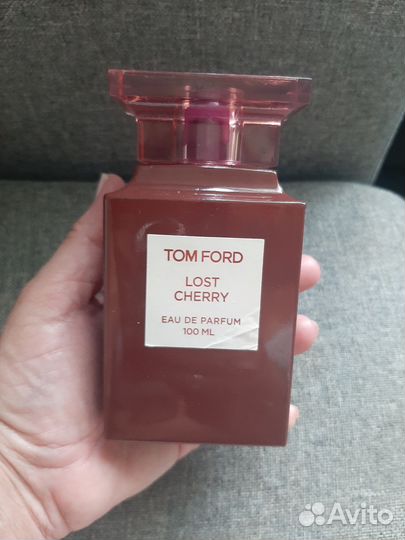 TOM FORD
LOST
CHERRY
EAU DE PARFUM
100 ML
Avito